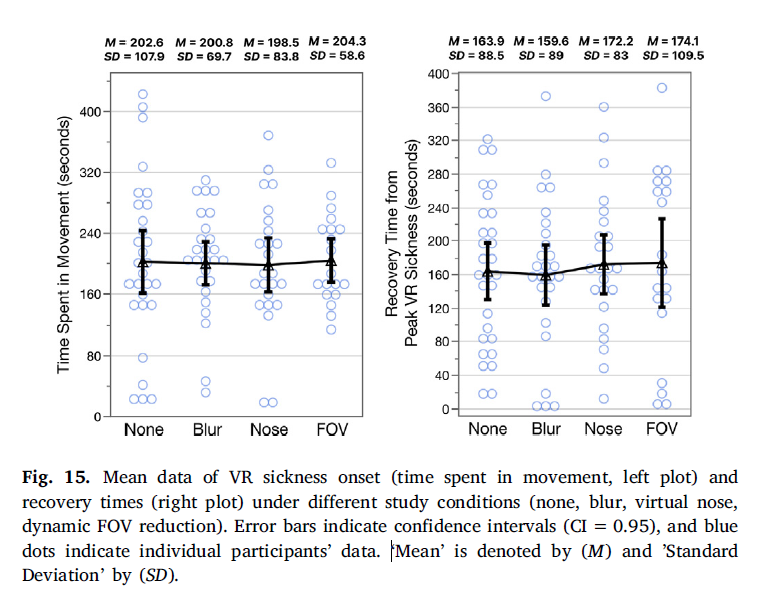 M = 202.6 M = 200.8 M = 198.5 M = 204.3
SD = 107.9 SD = 69.7 SD = 83.8 SD = 58.6
Time Spent in Movement (seconds)
400
320
240
160
80
0
None Blur Nose FOV
M = 163.9 M = 159.6 M = 172.2 M = 174.1
SD = 88.5 SD = 89 SD = 83 SD = 109.5
Recovery Time from
Peak VR Sickness (seconds)
400
360
320
280
240
200
160
120
80
40
0
None Blur Nose FOV
Fig. 15. Mean data of VR sickness onset (time spent in movement, left plot) and
recovery times (right plot) under different study conditions (none, blur, virtual nose,
dynamic FOV reduction). Error bars indicate confidence intervals (CI = 0.95), and blue
dots indicate individual participants’ data. ‘Mean’ is denoted by (M) and ’Standard
Deviation’ by (SD).